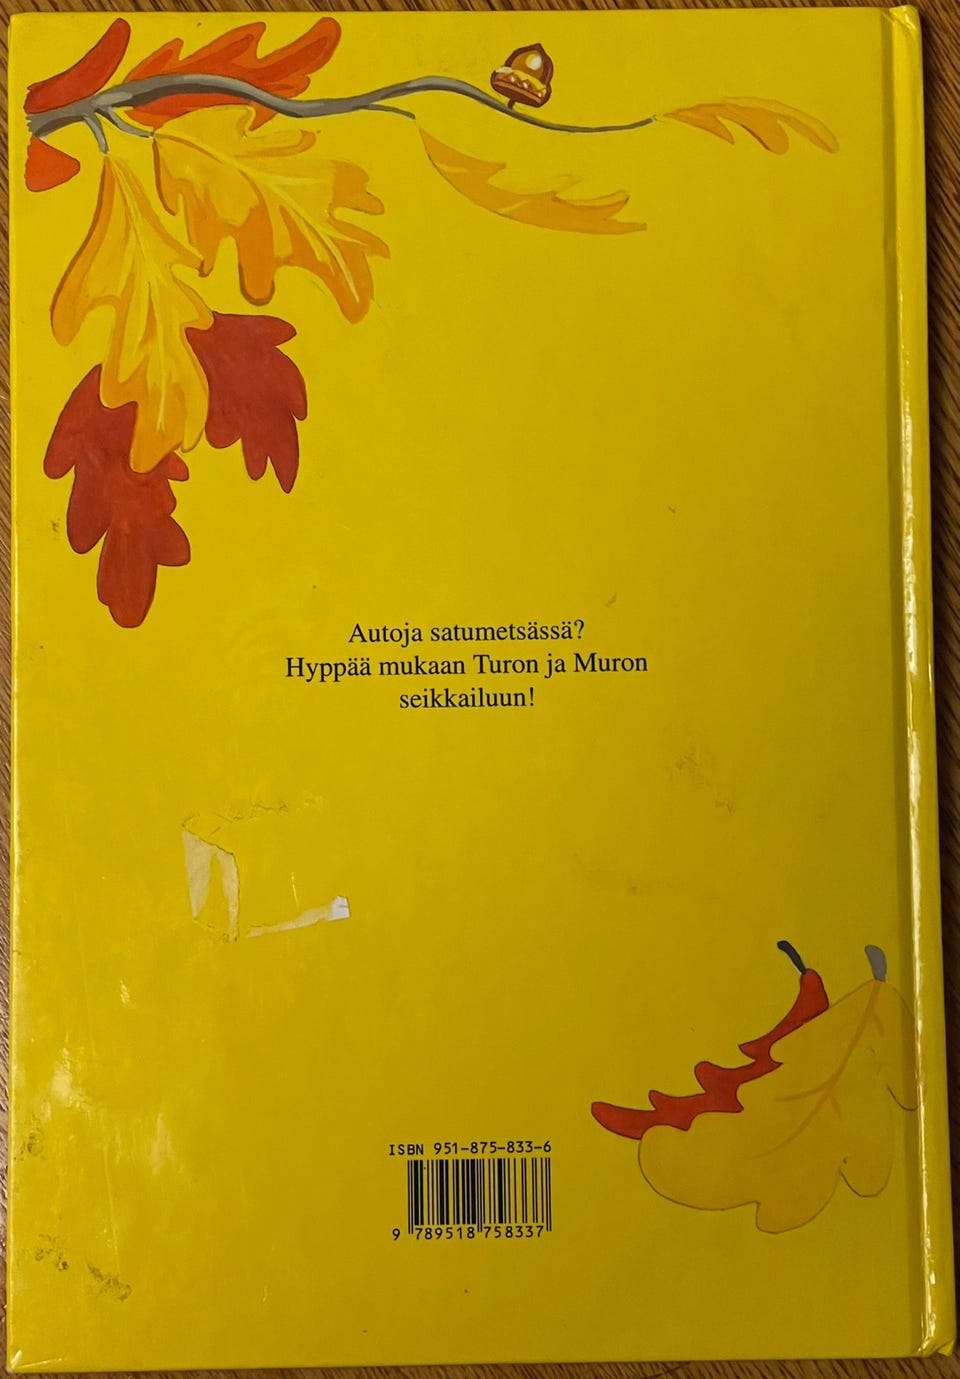 Autoja satumetsässä?
Hyppää mukaan Turon ja Muron
seikkailuun!
ISBN 951-875-833-6
9 789518 758337